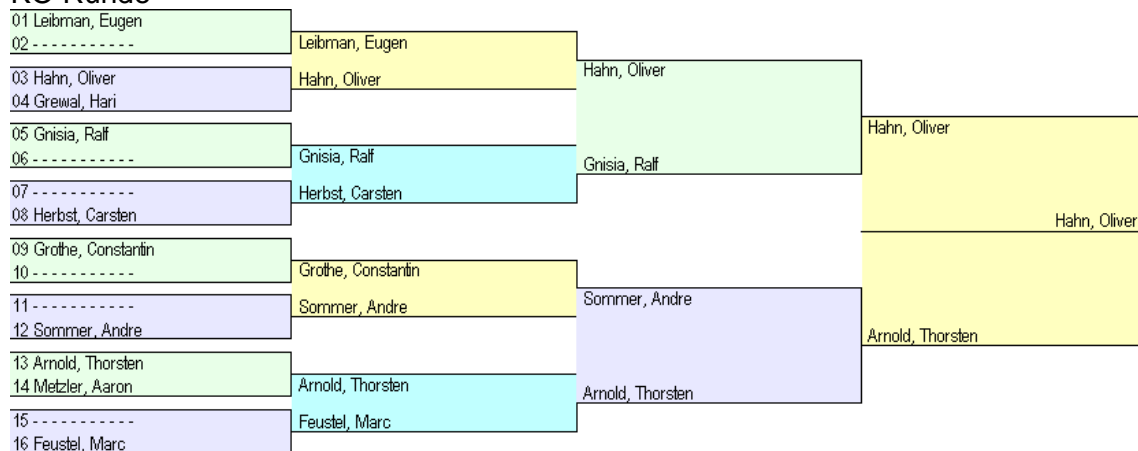 KO-Runde
01 Leibman, Eugen
02 - - - - - - - - - - -
03 Hahn, Oliver
04 Grewal, Hari
05 Gnisia, Ralf
06 - - - - - - - - - - -
07 - - - - - - - - - - -
08 Herbst, Carsten
09 Grothe, Constantin
10 - - - - - - - - - - -
11 - - - - - - - - - - -
12 Sommer, Andre
13 Arnold, Thorsten
14 Metzler, Aaron
15 - - - - - - - - - - -
16 Feustel, Marc
Leibman, Eugen
Hahn, Oliver
Gnisia, Ralf
Herbst, Carsten
Grothe, Constantin
Sommer, Andre
Arnold, Thorsten
Feustel, Marc
Hahn, Oliver
Gnisia, Ralf
Sommer, Andre
Arnold, Thorsten
Hahn, Oliver
Arnold, Thorsten
Hahn, Oliver